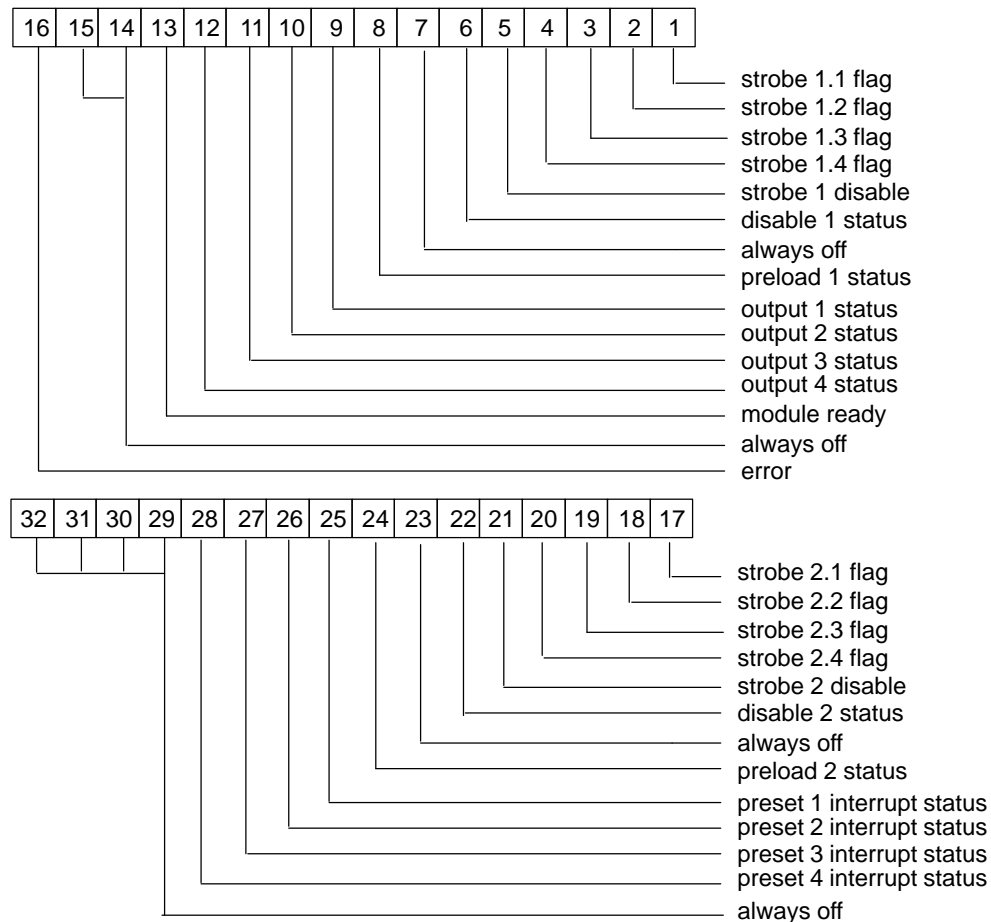 16 15 14 13 12 11 10 9 8 7 6 5 4 3 2 1
strobe 1.1 flag
strobe 1.2 flag
strobe 1.3 flag
strobe 1.4 flag
strobe 1 disable
disable 1 status
always off
preload 1 status
output 1 status
output 2 status
output 3 status
output 4 status
module ready
always off
error
32 31 30 29 28 27 26 25 24 23 22 21 20 19 18 17
strobe 2.1 flag
strobe 2.2 flag
strobe 2.3 flag
strobe 2.4 flag
strobe 2 disable
disable 2 status
always off
preload 2 status
preset 1 interrupt status
preset 2 interrupt status
preset 3 interrupt status
preset 4 interrupt status
always off